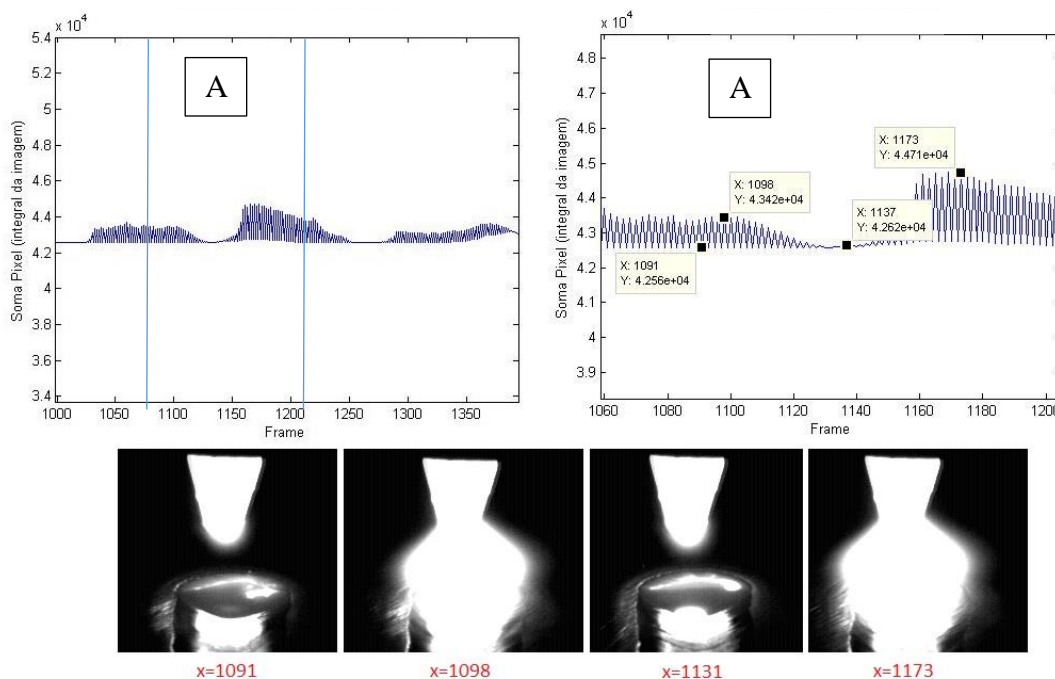 x 10⁴
5.4
5.2
5
4.8
4.6
4.4
4.2
4
3.8
3.6
3.4
Soma Pixel (integral da imagem)
A
1000 1050 1100 1150 1200 1250 1300 1350
Frame
x 10⁴
4.8
4.7
4.6
4.5
4.4
4.3
4.2
4.1
4
3.9
Soma Pixel (integral da imagem)
A
X: 1173
Y: 4.471e+04
X: 1098
Y: 4.342e+04
X: 1137
Y: 4.262e+04
X: 1091
Y: 4.256e+04
1060 1080 1100 1120 1140 1160 1180 1200
Frame
x=1091 x=1098 x=1131 x=1173